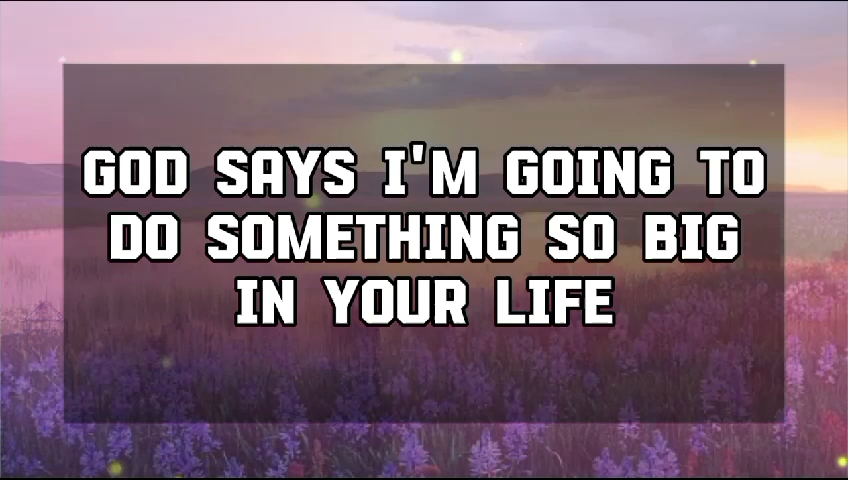 GOD SAYS I'M GOING TO
DO SOMETHING SO BIG
IN YOUR LIFE